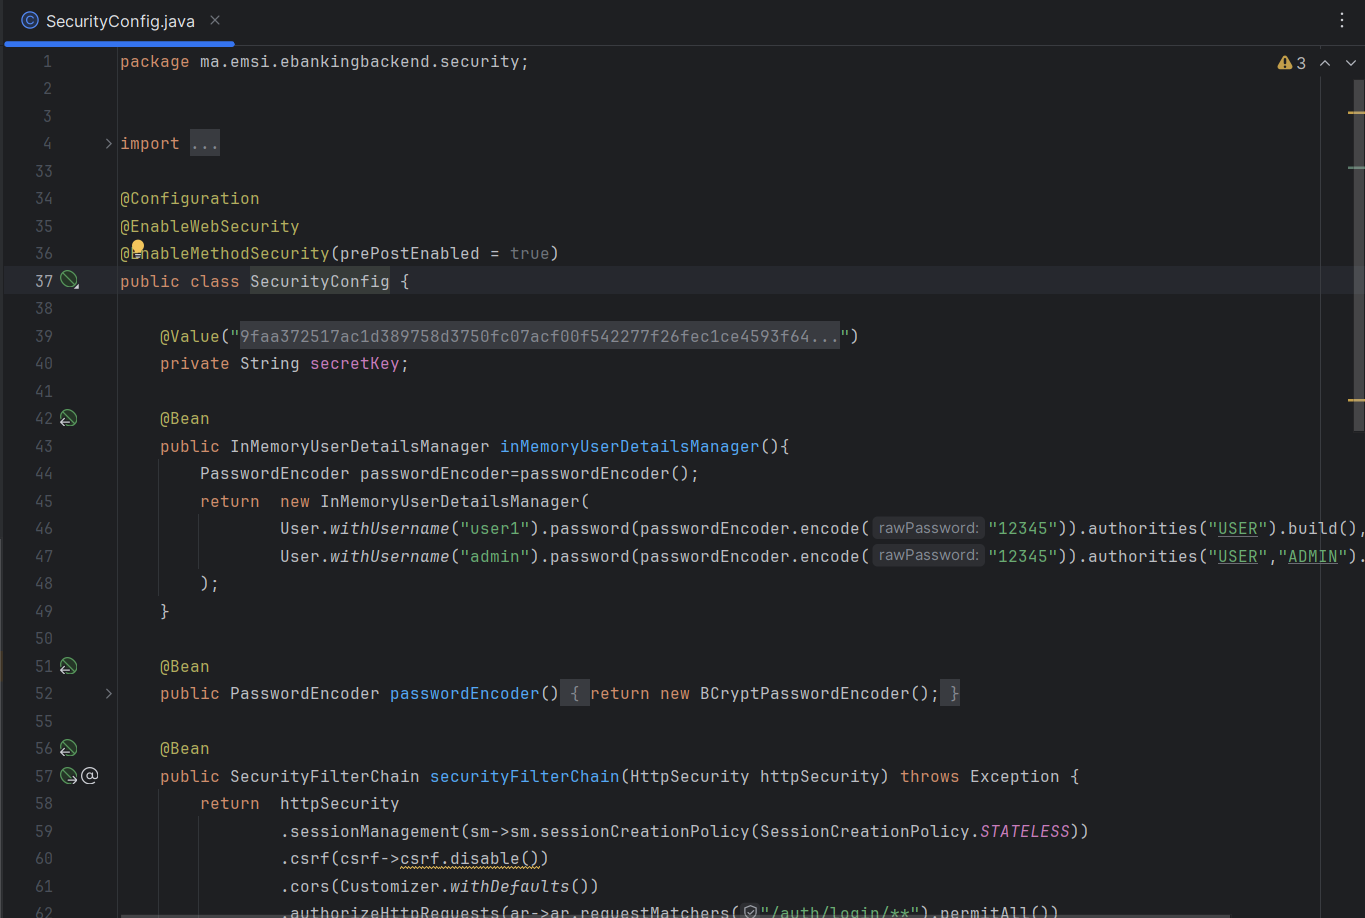 SecurityConfig.java
3
1 package ma.emsi.ebankingbackend.security;
2
3
4 import ...
33
34 @Configuration
35 @EnableWebSecurity
36 @EnableMethodSecurity(prePostEnabled = true)
37 public class SecurityConfig {
38
39 @Value("9faa372517ac1d389758d3750fc07acf00f542277f26fec1ce4593f64...")
40 private String secretKey;
41
42 @Bean
43 public InMemoryUserDetailsManager inMemoryUserDetailsManager(){
44 PasswordEncoder passwordEncoder=passwordEncoder();
45 return  new InMemoryUserDetailsManager(
46 User.withUsername("user1").password(passwordEncoder.encode( rawPassword: "12345")).authorities("USER").build(),
47 User.withUsername("admin").password(passwordEncoder.encode( rawPassword: "12345")).authorities("USER","ADMIN").
48 );
49 }
50
51 @Bean
52 public PasswordEncoder passwordEncoder() { return new BCryptPasswordEncoder(); }
55
56 @Bean
57 @ public SecurityFilterChain securityFilterChain(HttpSecurity httpSecurity) throws Exception {
58 return  httpSecurity
59 .sessionManagement(sm->sm.sessionCreationPolicy(SessionCreationPolicy.STATELESS))
60 .csrf(csrf->csrf.disable())
61 .cors(Customizer.withDefaults())
62 .authorizeHttpRequests(ar->ar.requestMatchers("/auth/login/**").permitAll())